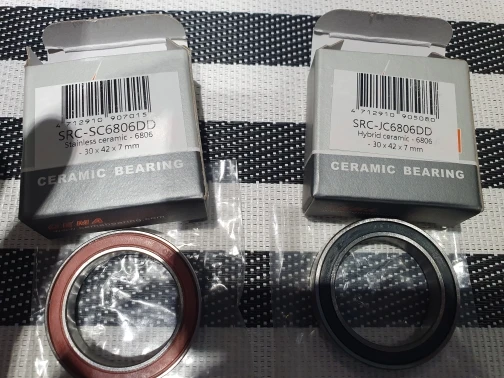 4 712910 907015
SRC-SC6806DD
Stainless ceramic - 6806
- 30 x 42 x 7 mm
CERAMIC BEARING
4 712910 905080
SRC-JC6806DD
Hybrid ceramic - 6806
- 30 x 42 x 7 mm
CERAMIC BEARING